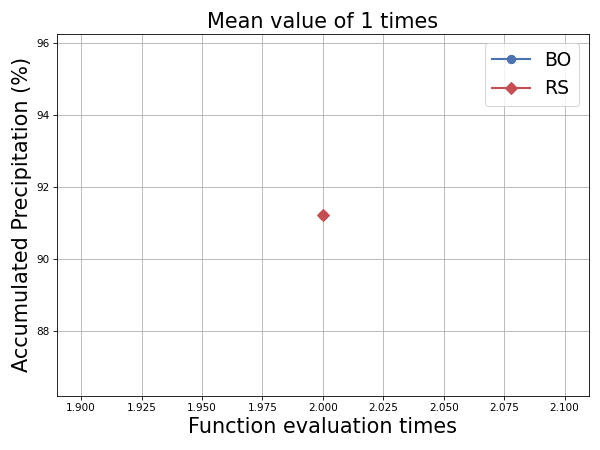 Mean value of 1 times
BO
RS
Accumulated Precipitation (%)
96
94
92
90
88
1.900 1.925 1.950 1.975 2.000 2.025 2.050 2.075 2.100
Function evaluation times